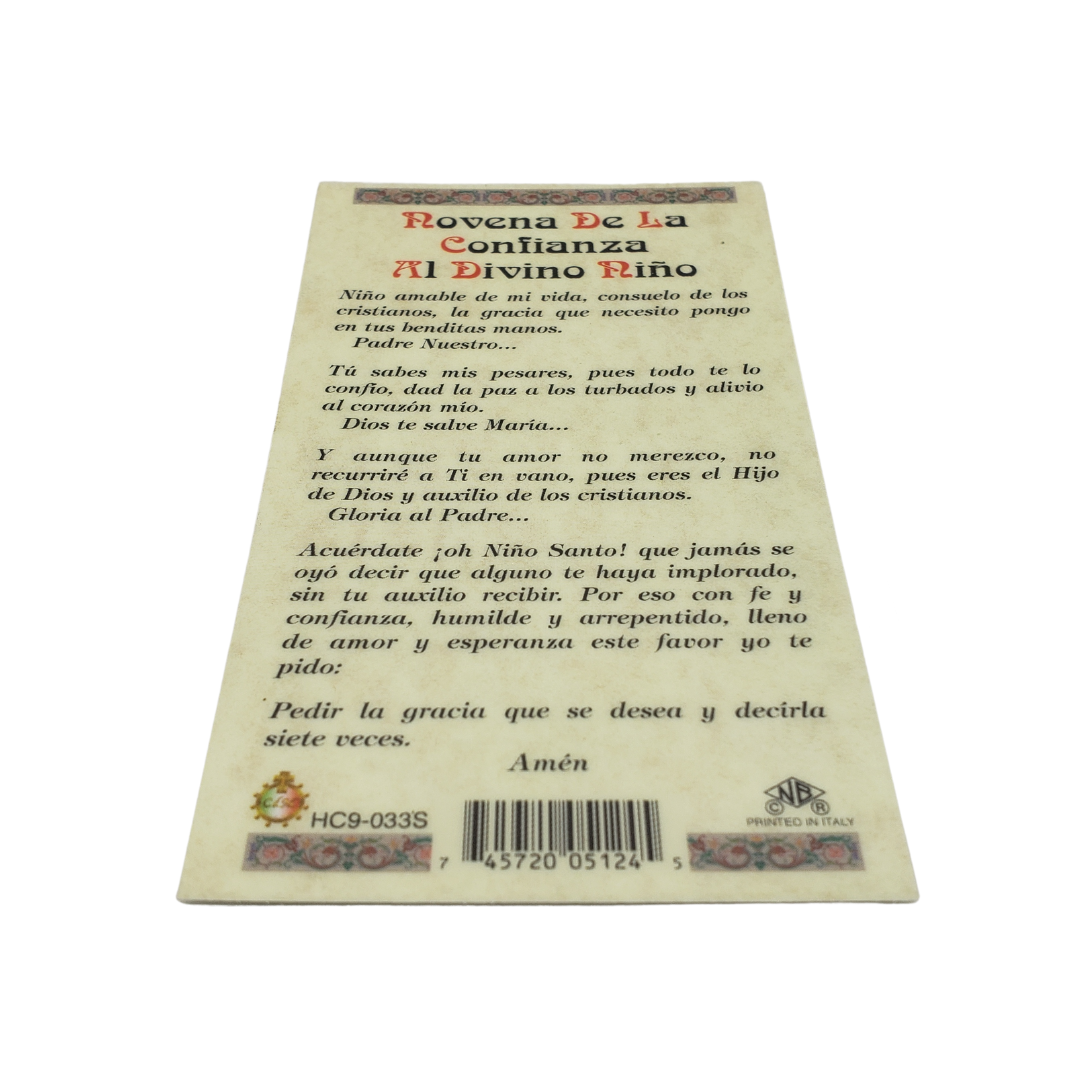 Novena De La
Confianza
Al Divino Niño
Niño amable de mi vida, consuelo de los
cristianos, la gracia que necesito pongo
en tus benditas manos.
Padre Nuestro...
Tú sabes mis pesares, pues todo te lo
confio, dad la paz a los turbados y alivio
al corazón mío.
Dios te salve María...
Y aunque tu amor no merezco, no
recurriré a Ti en vano, pues eres el Hijo
de Dios y auxilio de los cristianos.
Gloria al Padre...
Acuérdate ¡oh Niño Santo! que jamás se
oyó decir que alguno te haya implorado,
sin tu auxilio recibir. Por eso con fe y
confianza, humilde y arrepentido, lleno
de amor y esperanza este favor yo te
pido:
Pedir la gracia que se desea y decírla
siete veces.
Amén
HC9-033S
7 45720 05124 5
C NB R
PRINTED IN ITALY